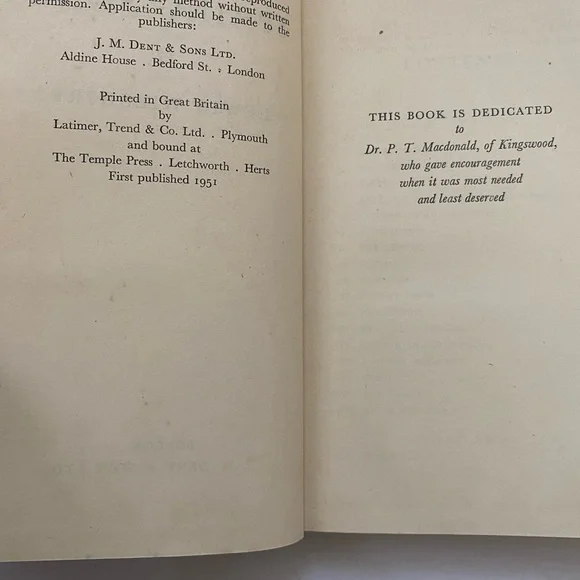 any method without written
permission. Application should be made to the
publishers:
J. M. DENT & SONS LTD.
Aldine House . Bedford St. . London
Printed in Great Britain
by
Latimer, Trend & Co. Ltd. . Plymouth
and bound at
The Temple Press . Letchworth . Herts
First published 1951
THIS BOOK IS DEDICATED
to
Dr. P. T. Macdonald, of Kingswood,
who gave encouragement
when it was most needed
and least deserved